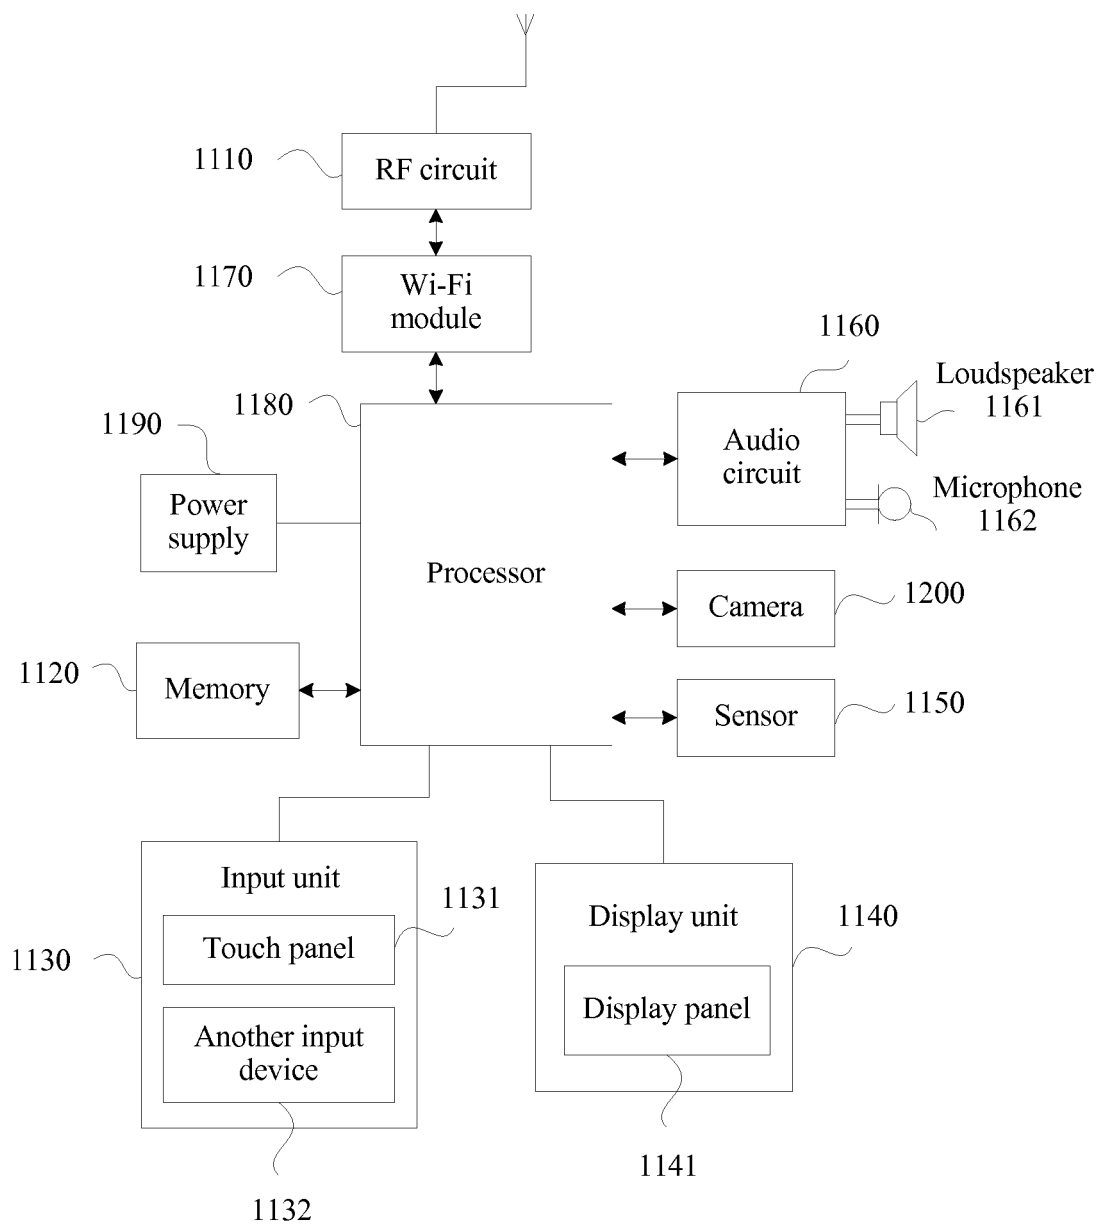 1110
RF circuit
1170
Wi-Fi
module
1160
Loudspeaker
1161
1180
1190
Audio
circuit
Power
supply
Microphone
1162
Processor
Camera
1200
1120
Memory
Sensor
1150
Input unit
1131
Touch panel
1130
Another input
device
1132
Display unit
1140
Display panel
1141